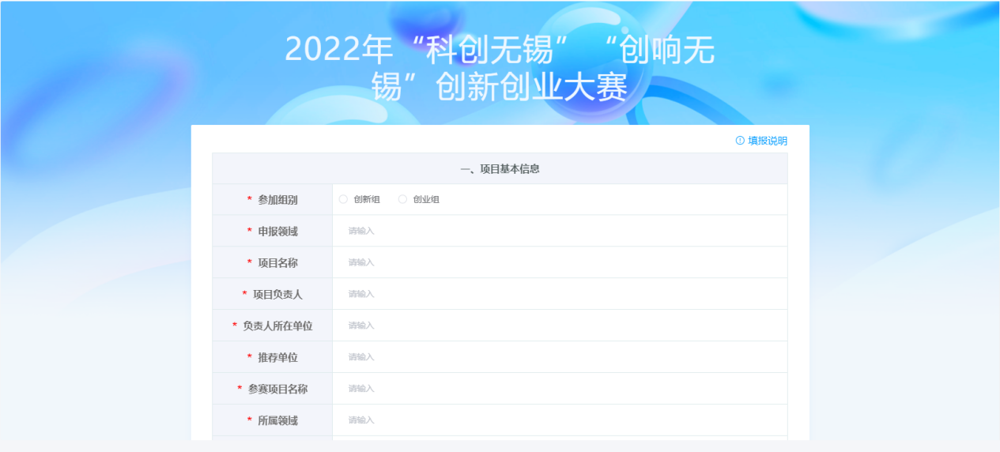 2022年“科创无锡”“创响无
锡”创新创业大赛
填报说明
一、项目基本信息
* 参加组别 创新组 创业组
* 申报领域 请输入
* 项目名称 请输入
* 项目负责人 请输入
* 负责人所在单位 请输入
* 推荐单位 请输入
* 参赛项目名称 请输入
* 所属领域 请输入